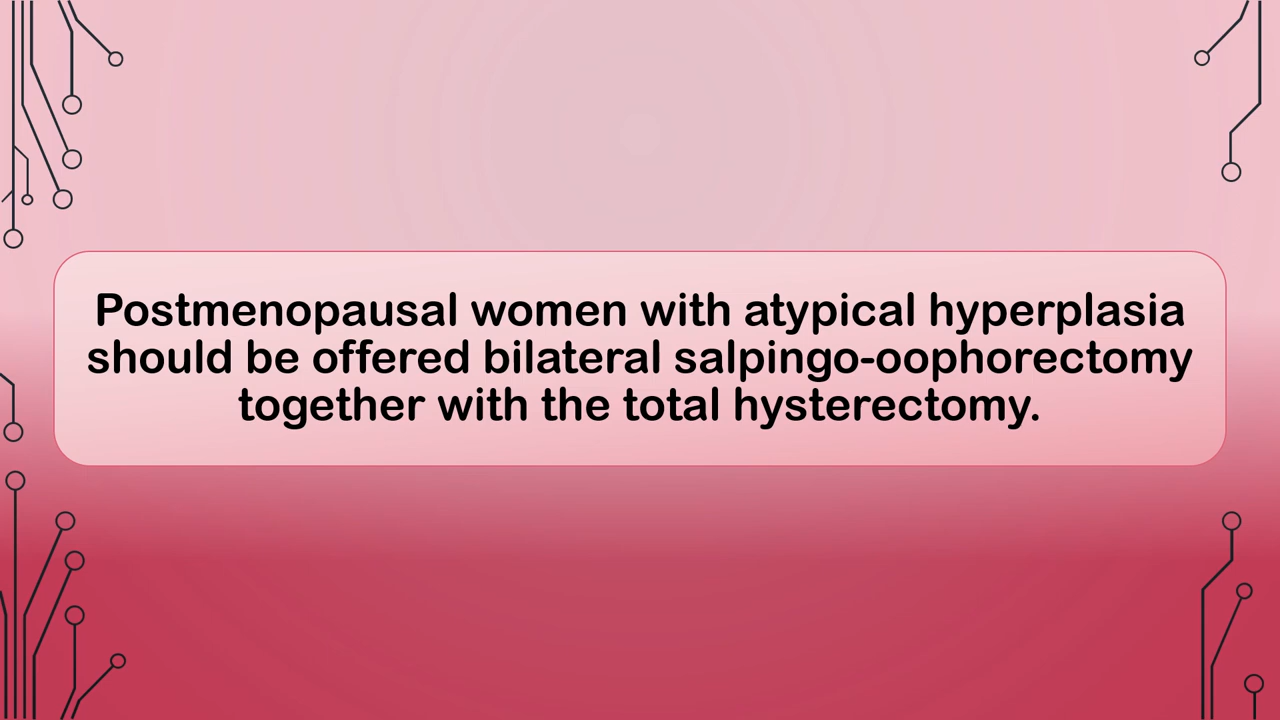 Postmenopausal women with atypical hyperplasia
should be offered bilateral salpingo-oophorectomy
together with the total hysterectomy.